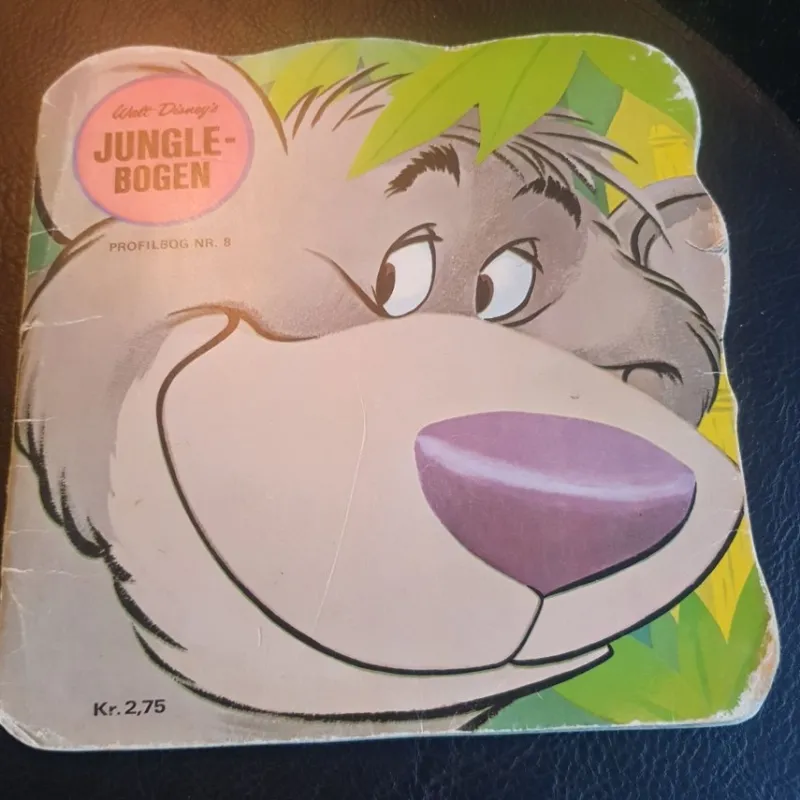 Walt Disney's
JUNGLE-
BOGEN
PROFILBOG NR. 8
Kr. 2,75